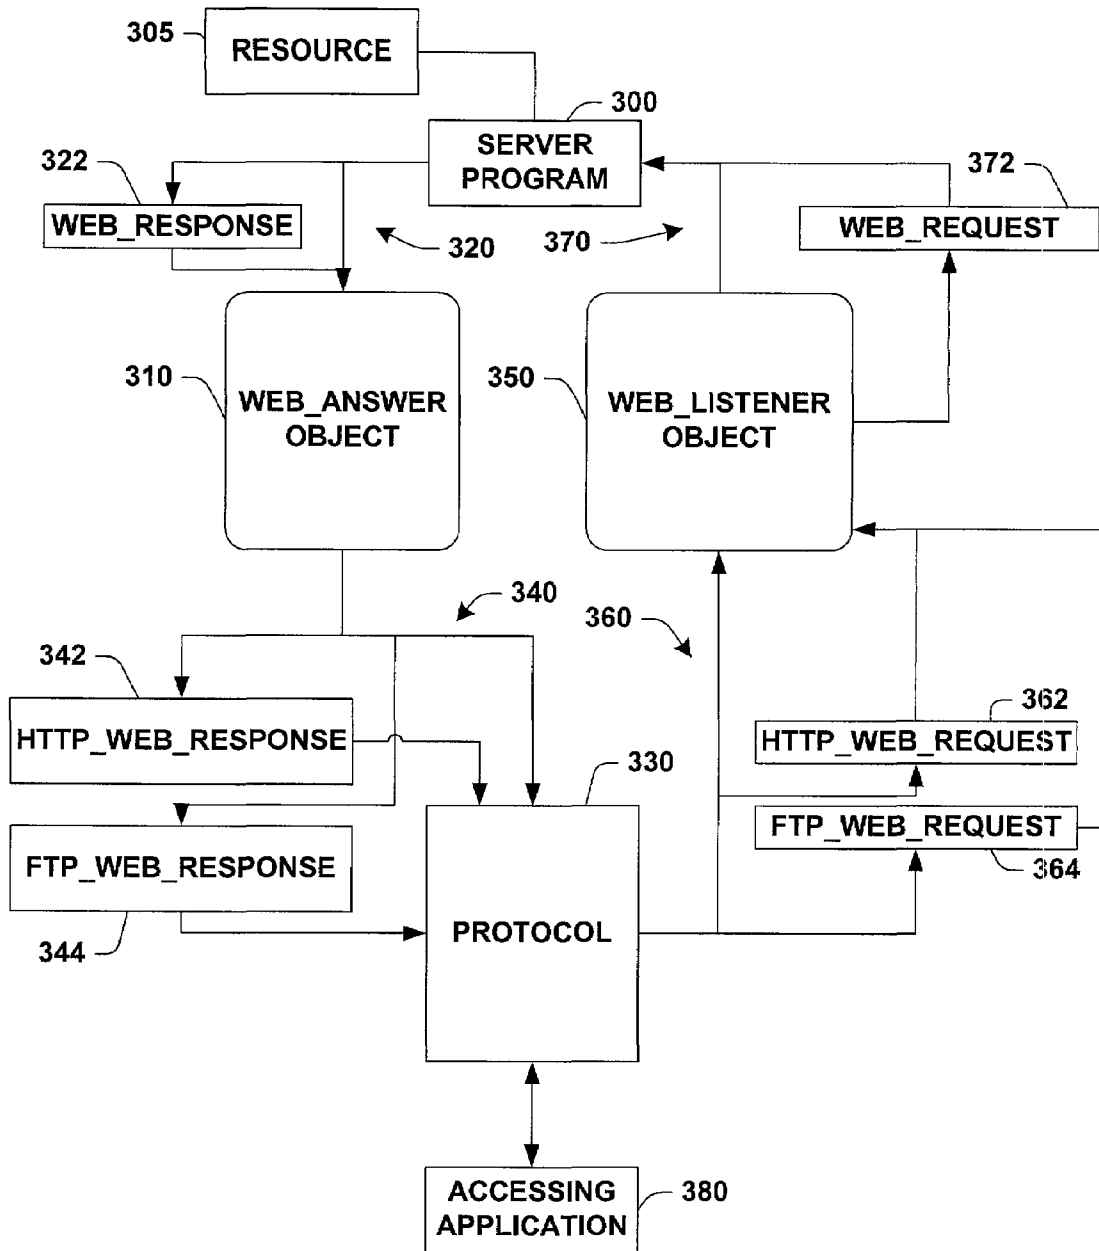 305
RESOURCE
300
SERVER
PROGRAM
322
WEB_RESPONSE
320
370
372
WEB_REQUEST
310
WEB_ANSWER
OBJECT
350
WEB_LISTENER
OBJECT
340
360
342
HTTP_WEB_RESPONSE
330
362
HTTP_WEB_REQUEST
FTP_WEB_REQUEST
364
FTP_WEB_RESPONSE
344
PROTOCOL
ACCESSING
APPLICATION
380